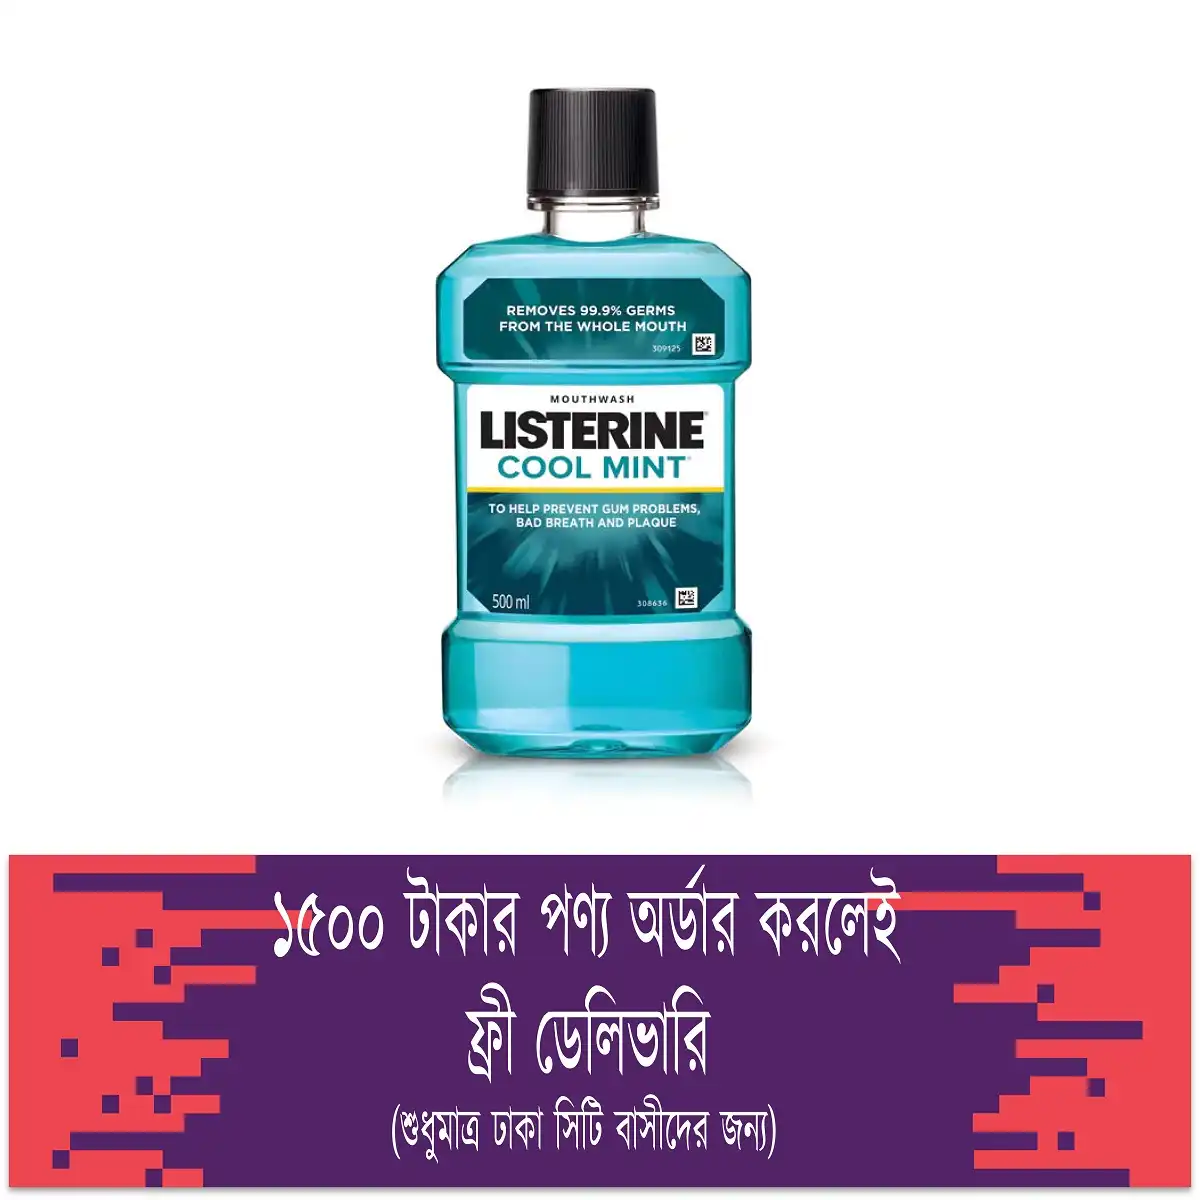 REMOVES 99.9% GERMS
FROM THE WHOLE MOUTH
309125
MOUTHWASH
LISTERINE®
COOL MINT®
TO HELP PREVENT GUM PROBLEMS,
BAD BREATH AND PLAQUE
500 ml
308636
১৫০০ টাকার পণ্য অর্ডার করলেই
ফ্রী ডেলিভারি
(শুধুমাত্র ঢাকা সিটি বাসীদের জন্য)